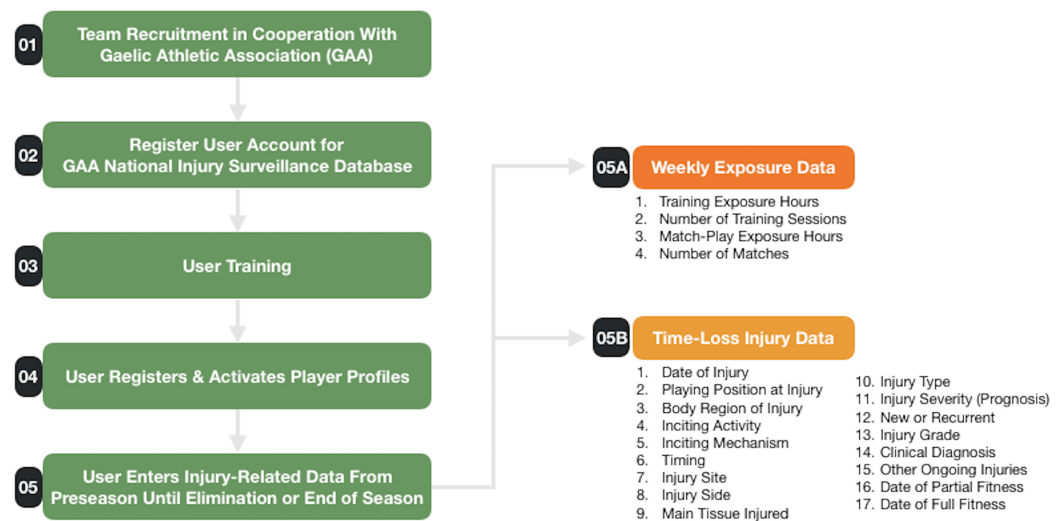 01
Team Recruitment in Cooperation With
Gaelic Athletic Association (GAA)
02
Register User Account for
GAA National Injury Surveillance Database
03
User Training
04
User Registers & Activates Player Profiles
05
User Enters Injury-Related Data From
Preseason Until Elimination or End of Season
05A
Weekly Exposure Data
1. Training Exposure Hours
2. Number of Training Sessions
3. Match-Play Exposure Hours
4. Number of Matches
05B
Time-Loss Injury Data
1. Date of Injury
2. Playing Position at Injury
3. Body Region of Injury
4. Inciting Activity
5. Inciting Mechanism
6. Timing
7. Injury Site
8. Injury Side
9. Main Tissue Injured
10. Injury Type
11. Injury Severity (Prognosis)
12. New or Recurrent
13. Injury Grade
14. Clinical Diagnosis
15. Other Ongoing Injuries
16. Date of Partial Fitness
17. Date of Full Fitness